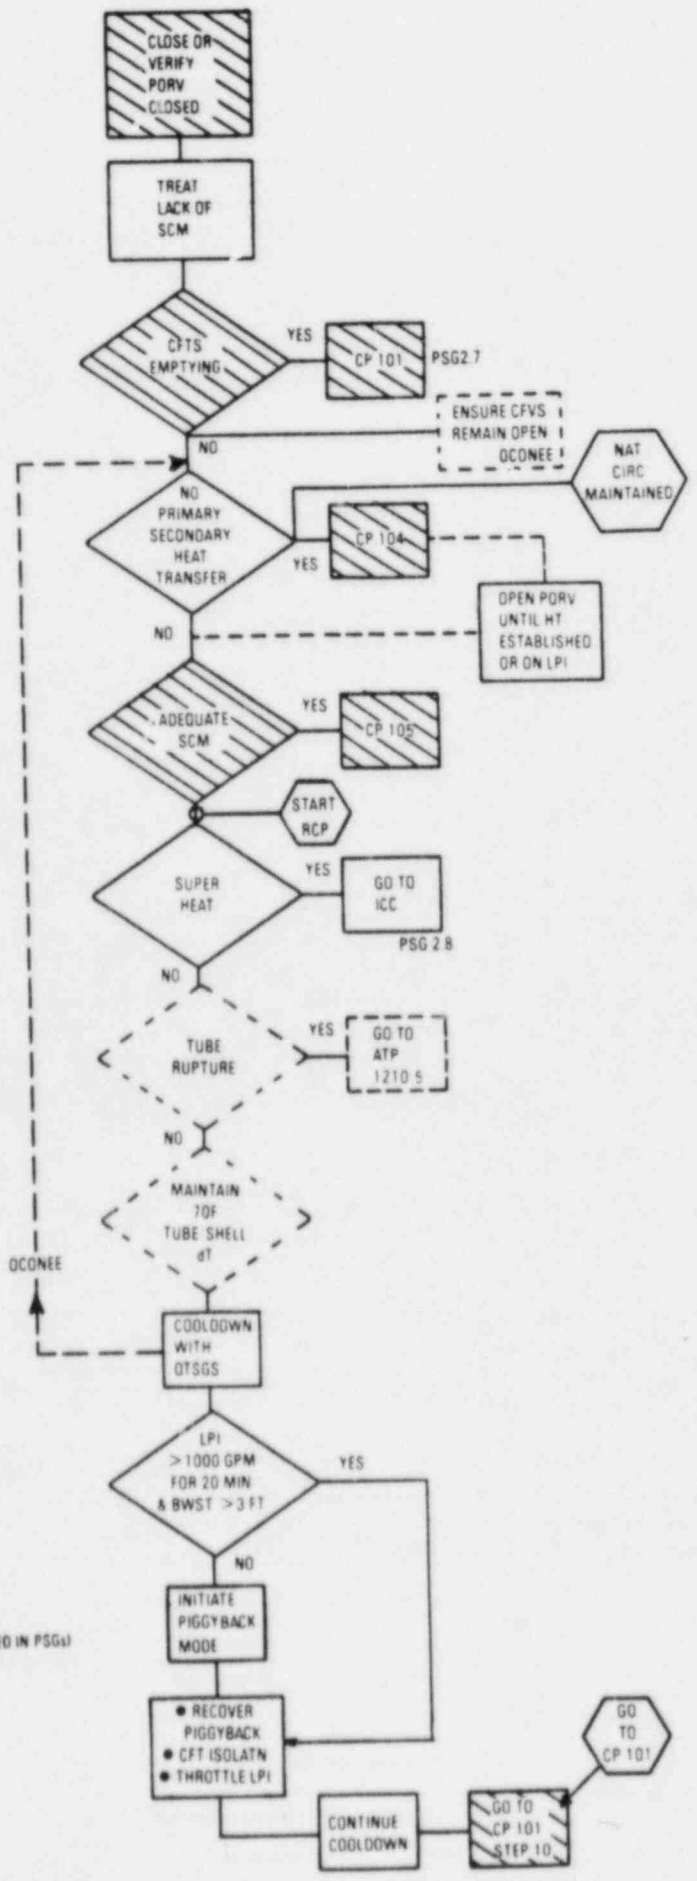 CLOSE OR
VERIFY
PORV
CLOSED
TREAT
LACK OF
SCM
CFTS
EMPTYING
YES
CP 101
PSG2.7
NO
ENSURE CFVS
REMAIN OPEN
OCONEE
NAT
CIRC
MAINTAINED
NO
PRIMARY
SECONDARY
HEAT
TRANSFER
YES
CP 104
OPEN PORV
UNTIL HT
ESTABLISHED
OR ON LPI
NO
ADEQUATE
SCM
YES
CP 105
START
RCP
SUPER
HEAT
YES
GO TO
ICC
PSG 2.8
NO
TUBE
RUPTURE
YES
GO TO
ATP
1210 5
NO
MAINTAIN
70F
TUBE SHELL
dT
OCONEE
COOLDOWN
WITH
OTSGS
LPI
>1000 GPM
FOR 20 MIN
& BWST >3 FT
YES
NO
INITIATE
PIGGYBACK
MODE
ED IN PSGs)
• RECOVER
PIGGYBACK
• CFT ISOLATN
• THROTTLE LPI
CONTINUE
COOLDOWN
GO TO
CP 101
STEP 10
GO
TO
CP 101